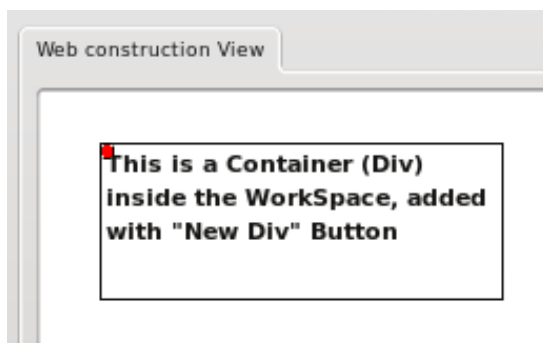 Web construction View
This is a Container (Div)
inside the WorkSpace, added
with "New Div" Button